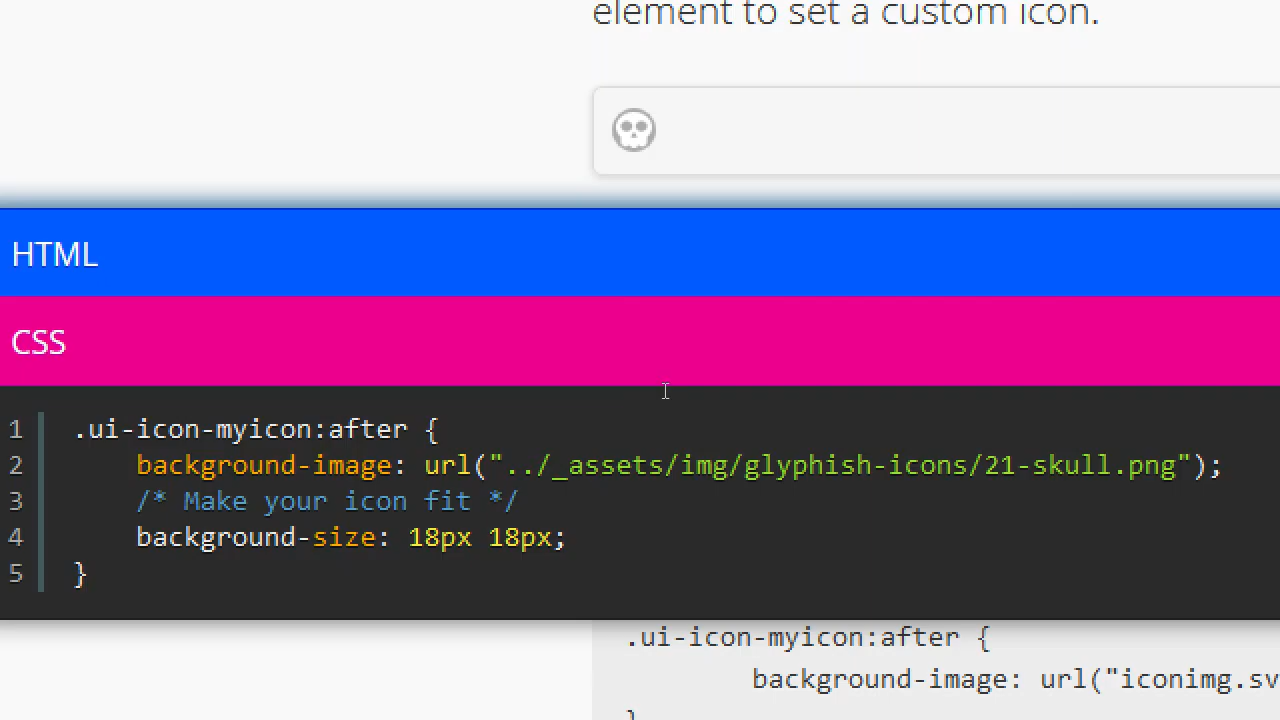 element to set a custom icon.
HTML
CSS
1 .ui-icon-myicon:after {
2 background-image: url("../_assets/img/glyphish-icons/21-skull.png");
3 /* Make your icon fit */
4 background-size: 18px 18px;
5 }
.ui-icon-myicon:after {
background-image: url("iconimg.sv
}